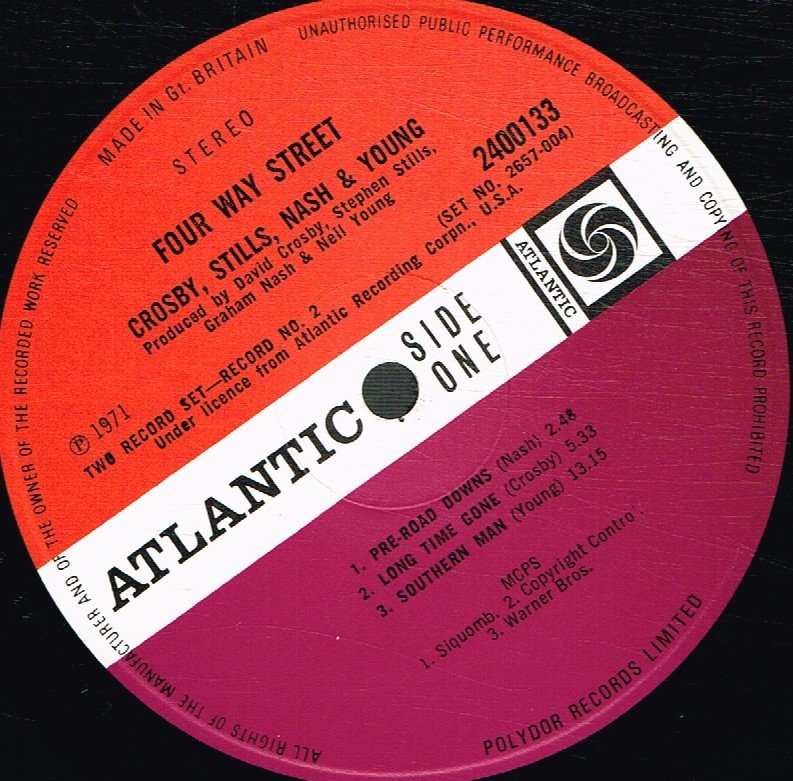 MADE IN Gt. BRITAIN
UNAUTHORISED PUBLIC PERFORMANCE BROADCASTING AND COPYING OF THIS RECORD PROHIBITED
STEREO
FOUR WAY STREET
CROSBY, STILLS, NASH & YOUNG
Produced by David Crosby, Stephen Stills,
Graham Nash & Neil Young
2400133
(SET NO. 2657-004)
℗ 1971
TWO RECORD SET—RECORD NO. 2
Under licence from Atlantic Recording Corpn., U.S.A.
ATLANTIC
SIDE
ONE
ATLANTIC
1. PRE-ROAD DOWNS (Nash) 2.48
2. LONG TIME GONE (Crosby) 5.33
3. SOUTHERN MAN (Young) 13.15
MCPS
1. Siquomb. 2. Copyright Control.
3. Warner Bros.
POLYDOR RECORDS LIMITED
ALL RIGHTS OF THE MANUFACTURER AND OF THE OWNER OF THE RECORDED WORK RESERVED